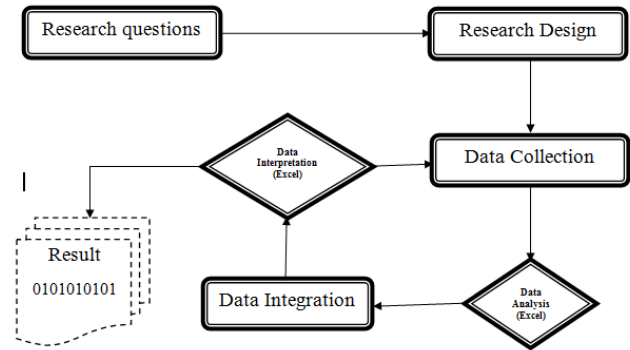 Research questions
Research Design
Data
Interpretation
(Excel)
Data Collection
Result
0101010101
Data Integration
Data
Analysis
(Excel)